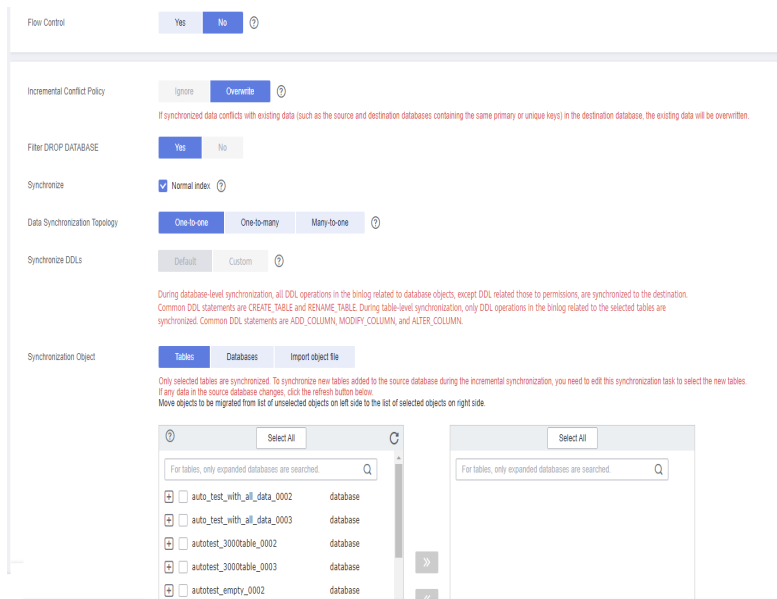 Flow Control Yes No ?
Incremental Conflict Policy Ignore Overwrite ?
If synchronized data conflicts with existing data (such as the source and destination databases containing the same primary or unique keys) in the destination database, the existing data will be overwritten.
Filter DROP DATABASE Yes No
Synchronize Normal index ?
Data Synchronization Topology One-to-one One-to-many Many-to-one ?
Synchronize DDLs Default Custom ?
During database-level synchronization, all DDL operations in the binlog related to database objects, except DDL related those to permissions, are synchronized to the destination.
Common DDL statements are CREATE_TABLE and RENAME_TABLE. During table-level synchronization, only DDL operations in the binlog related to the selected tables are
synchronized. Common DDL statements are ADD_COLUMN, MODIFY_COLUMN, and ALTER_COLUMN.
Synchronization Object Tables Databases Import object file
Only selected tables are synchronized. To synchronize new tables added to the source database during the incremental synchronization, you need to edit this synchronization task to select the new tables.
If any data in the source database changes, click the refresh button below.
Move objects to be migrated from list of unselected objects on left side to the list of selected objects on right side.
? Select All
For tables, only expanded databases are searched.
auto_test_with_all_data_0002 database
auto_test_with_all_data_0003 database
autotest_3000table_0002 database
autotest_3000table_0003 database
autotest_empty_0002 database
Select All
For tables, only expanded databases are searched.